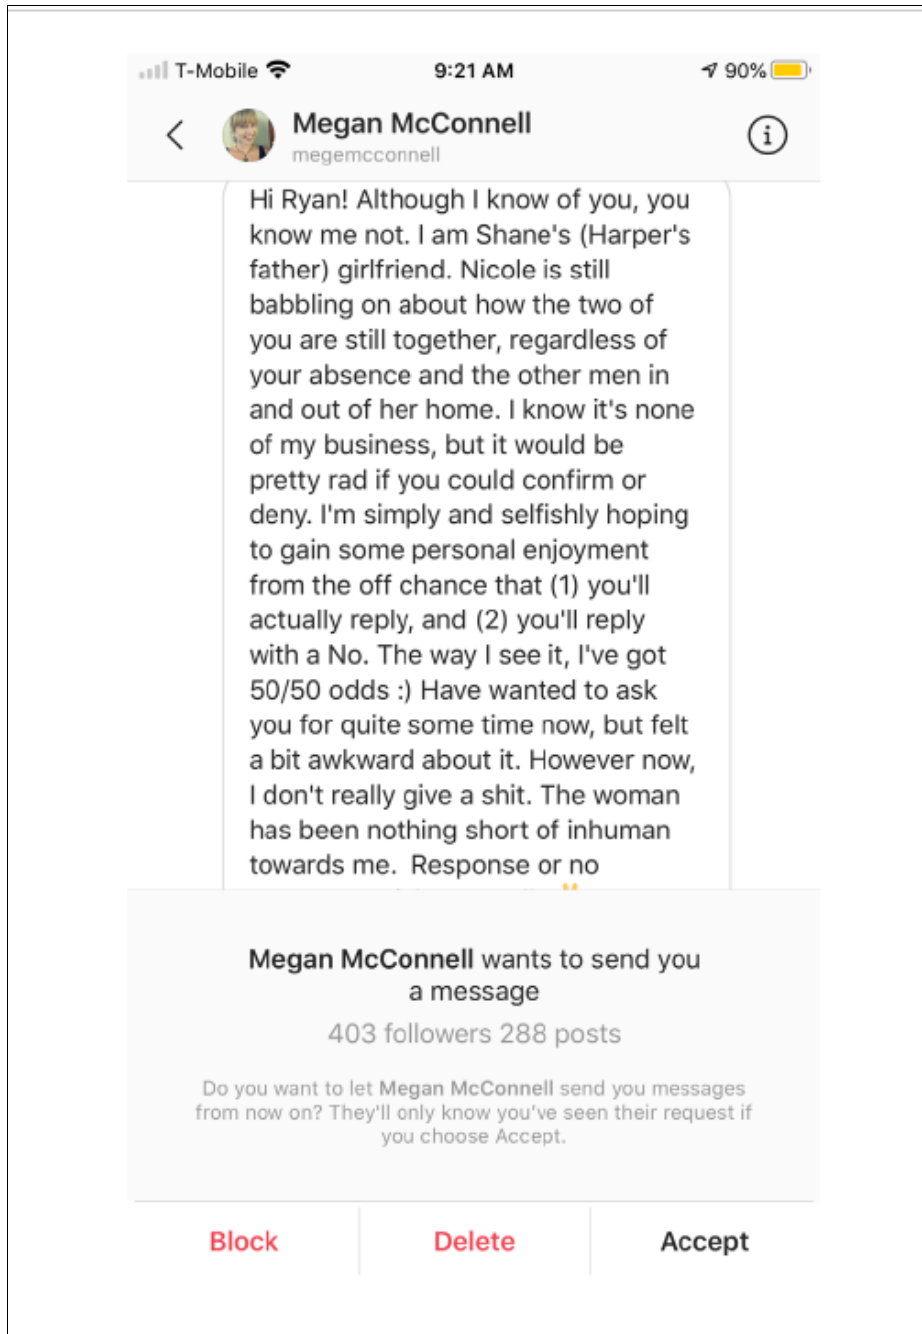 T-Mobile 9:21 AM 90%
Megan McConnell
megemcconnell
Hi Ryan! Although I know of you, you
know me not. I am Shane's (Harper's
father) girlfriend. Nicole is still
babbling on about how the two of
you are still together, regardless of
your absence and the other men in
and out of her home. I know it's none
of my business, but it would be
pretty rad if you could confirm or
deny. I'm simply and selfishly hoping
to gain some personal enjoyment
from the off chance that (1) you'll
actually reply, and (2) you'll reply
with a No. The way I see it, I've got
50/50 odds :) Have wanted to ask
you for quite some time now, but felt
a bit awkward about it. However now,
I don't really give a shit. The woman
has been nothing short of inhuman
towards me. Response or no
Megan McConnell wants to send you
a message
403 followers 288 posts
Do you want to let Megan McConnell send you messages
from now on? They'll only know you've seen their request if
you choose Accept.
Block Delete Accept